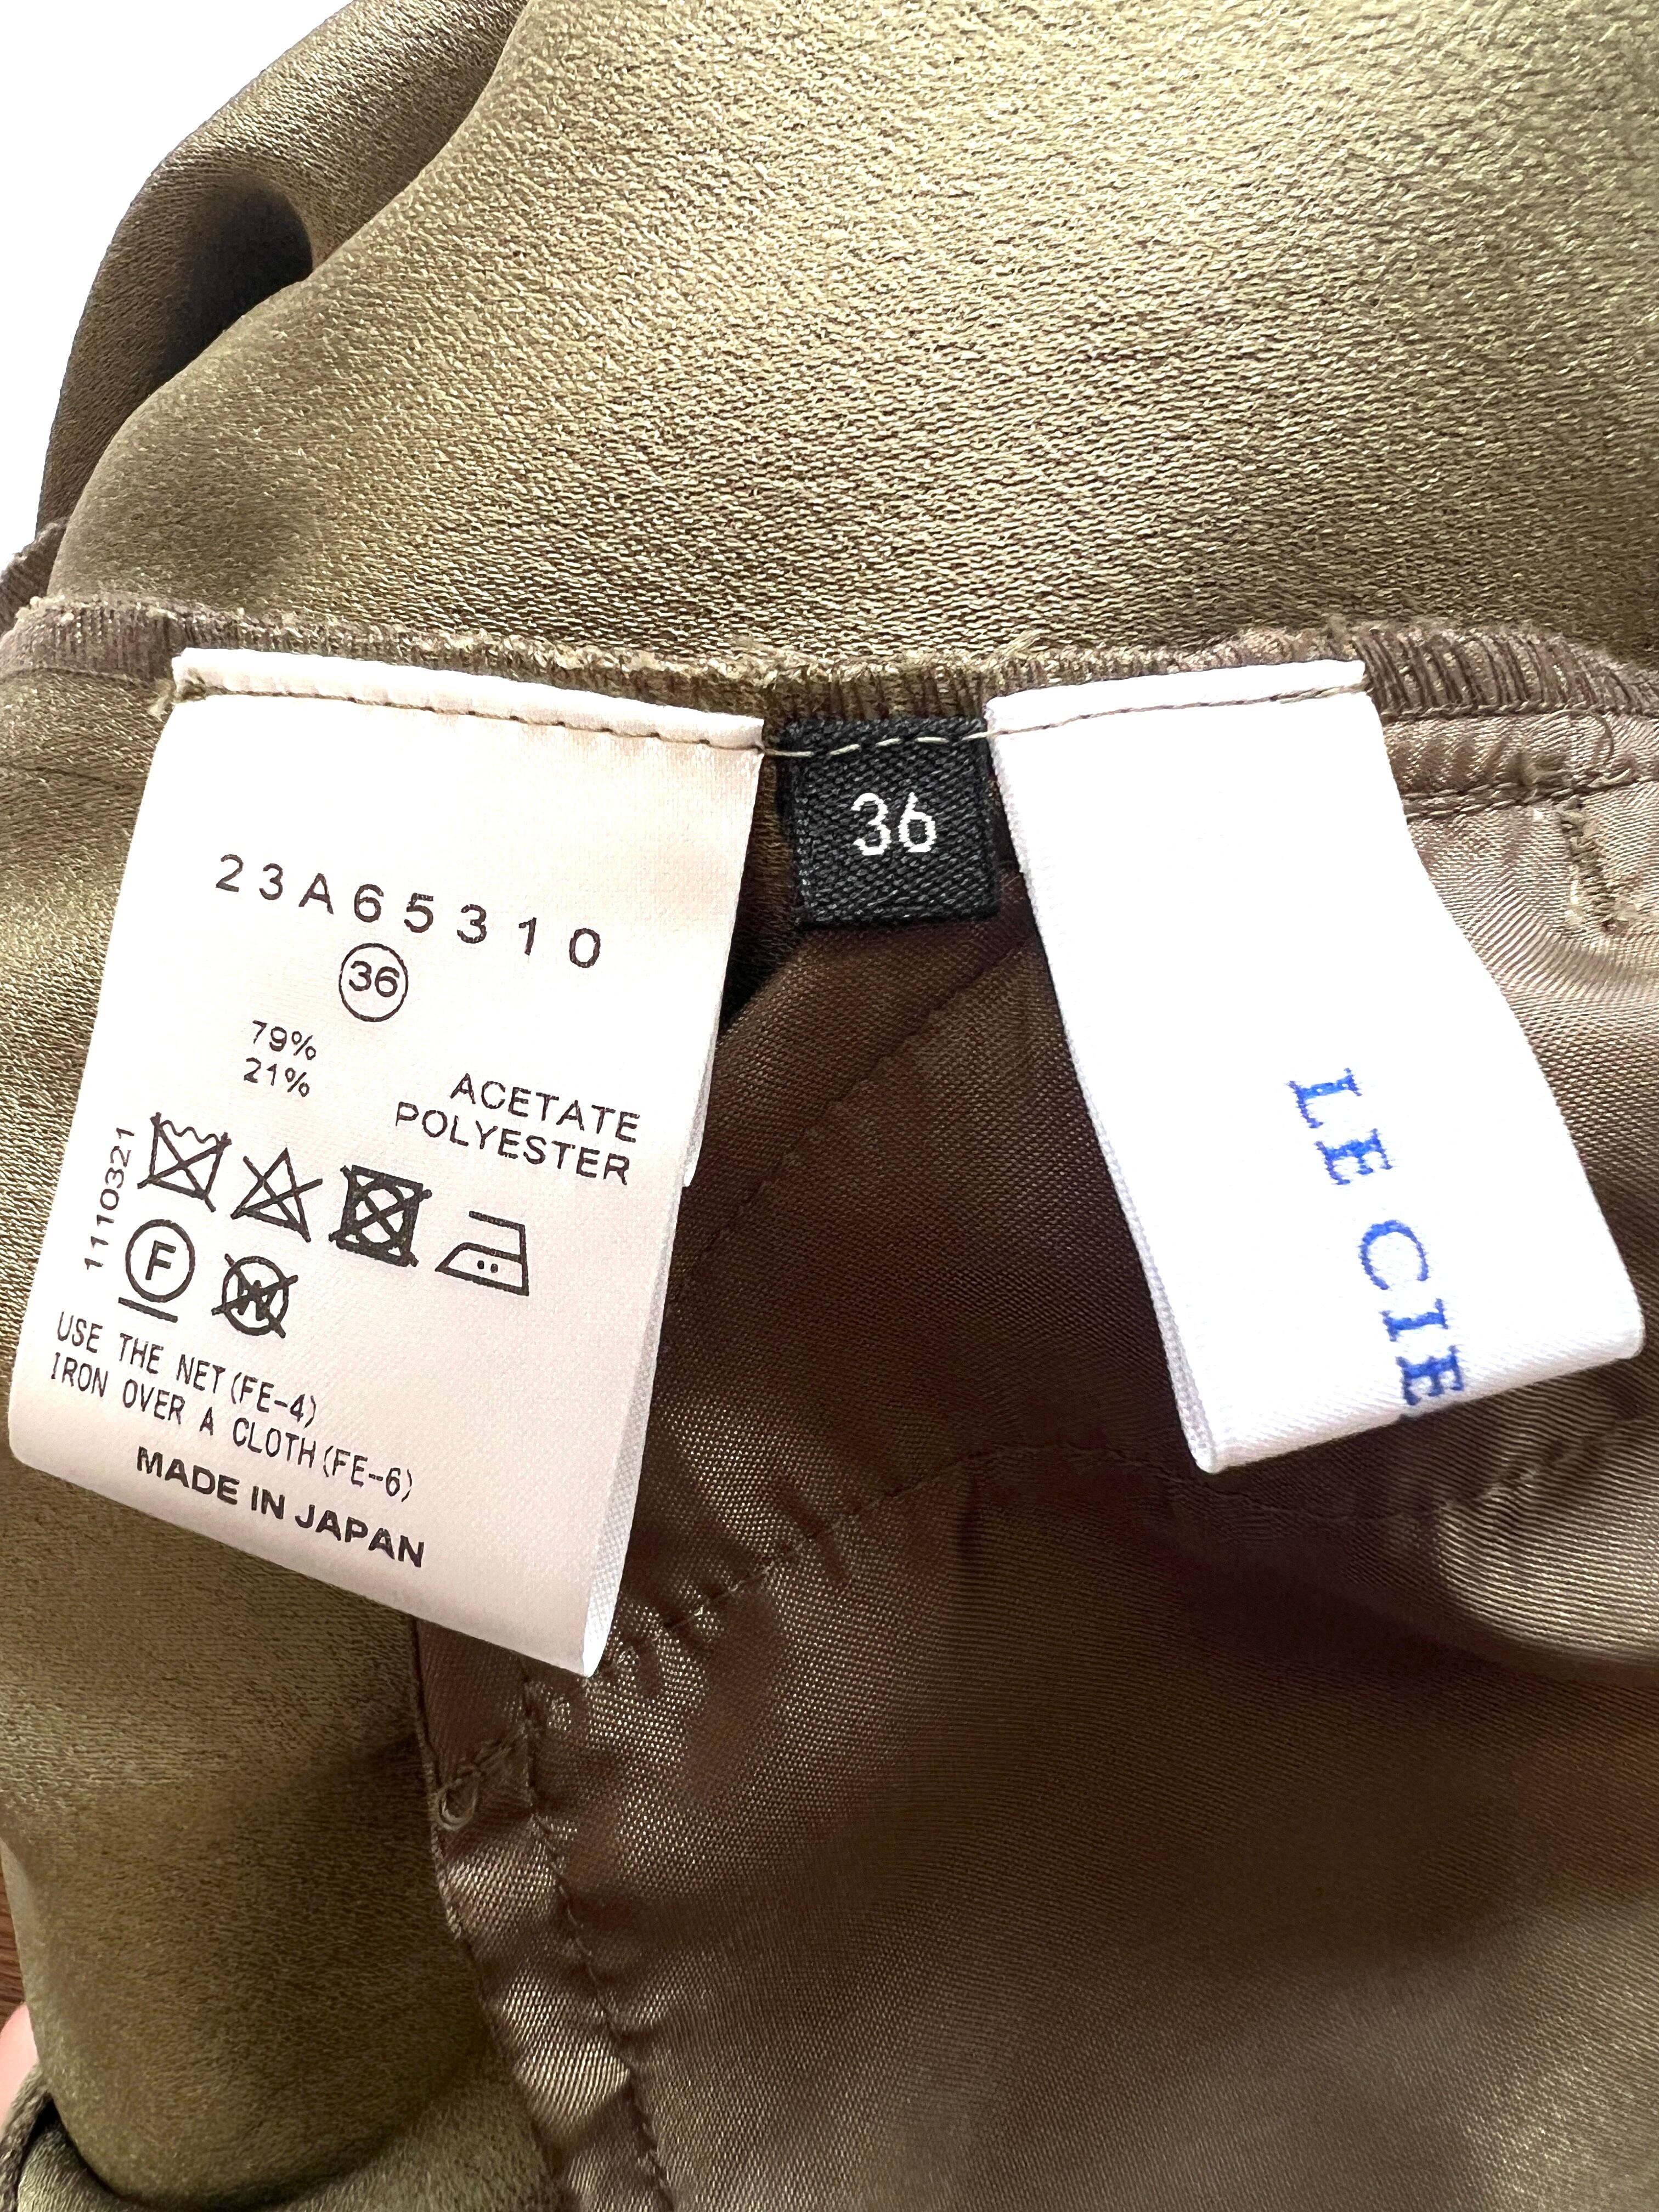 23A65310
36
79% ACETATE
21% POLYESTER
1110321
F
W
USE THE NET(FE-4)
IRON OVER A CLOTH(FE-6)
MADE IN JAPAN
36
LE CIE